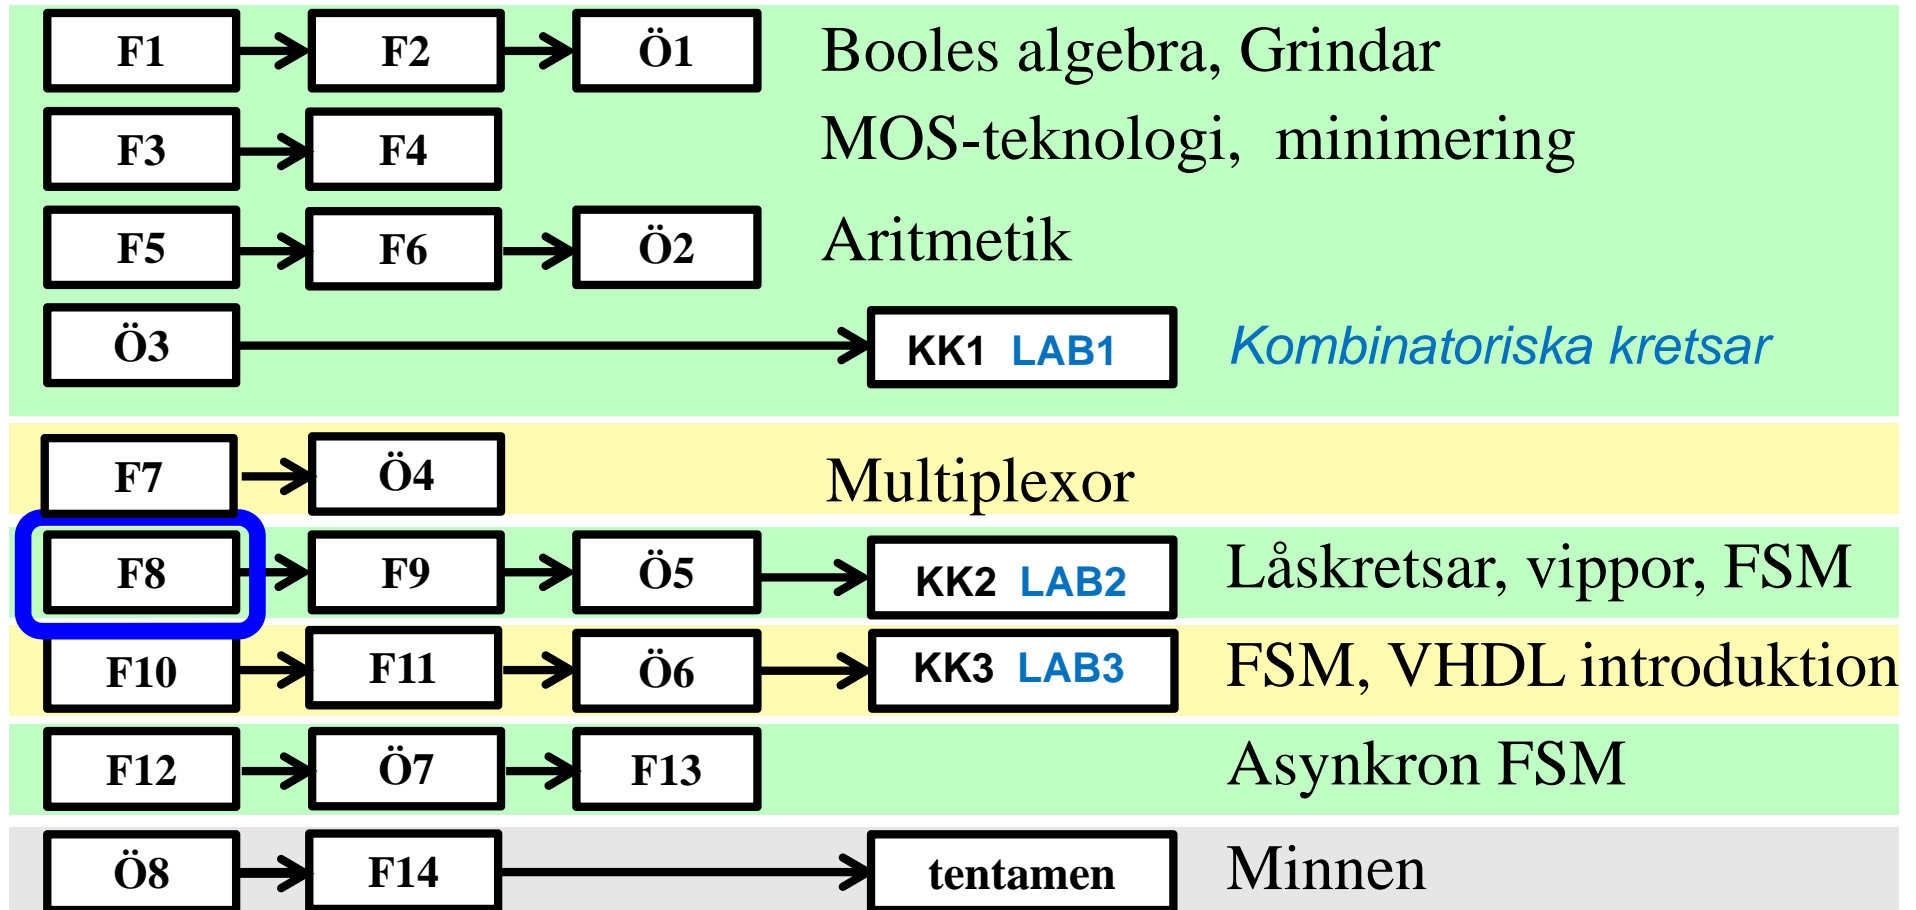 F1 F2 Ö1 Booles algebra, Grindar
F3 F4 MOS-teknologi, minimering
F5 F6 Ö2 Aritmetik
Ö3 KK1 LAB1 Kombinatoriska kretsar
F7 Ö4 Multiplexor
F8 F9 Ö5 KK2 LAB2 Låskretsar, vippor, FSM
F10 F11 Ö6 KK3 LAB3 FSM, VHDL introduktion
F12 Ö7 F13 Asynkron FSM
Ö8 F14 tentamen Minnen